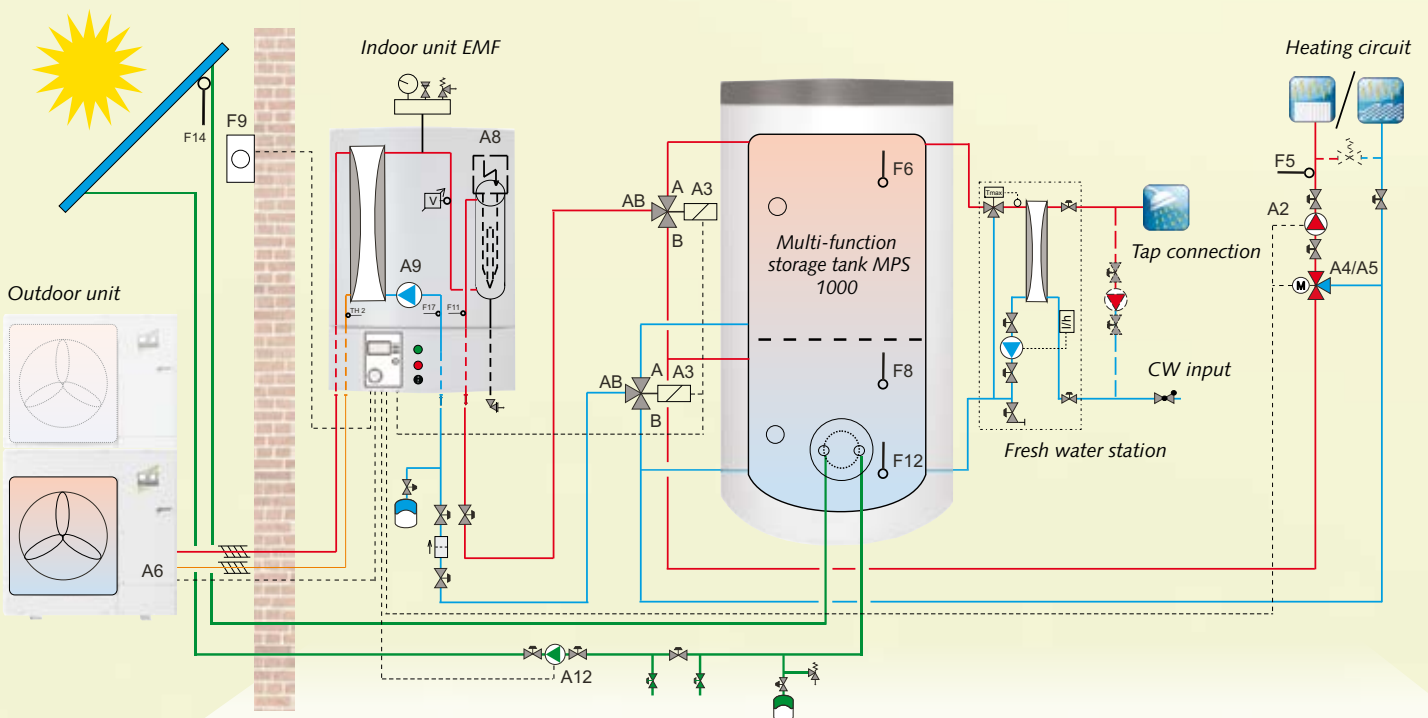 Indoor unit EMF
Heating circuit
F14
F9
A8
V
A9
TH 2
F17
F11
Outdoor unit
A6
AB
A
A3
B
AB
A
A3
B
F6
Multi-function
storage tank MPS
1000
F8
F12
Tmax
l/h
Tap connection
CW input
Fresh water station
F5
A2
A4/A5
M
A12